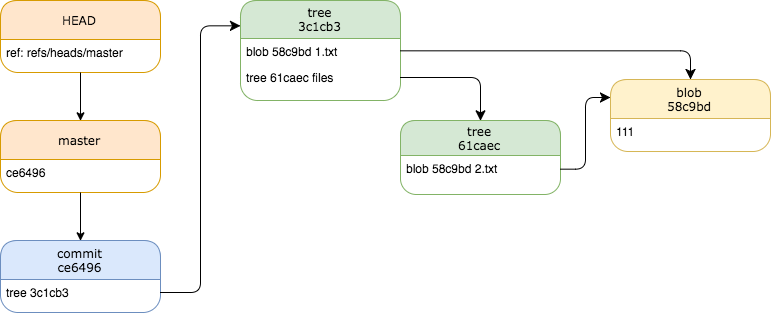 HEAD
ref: refs/heads/master
master
ce6496
commit
ce6496
tree 3c1cb3
tree
3c1cb3
blob 58c9bd 1.txt
tree 61caec files
tree
61caec
blob 58c9bd 2.txt
blob
58c9bd
111